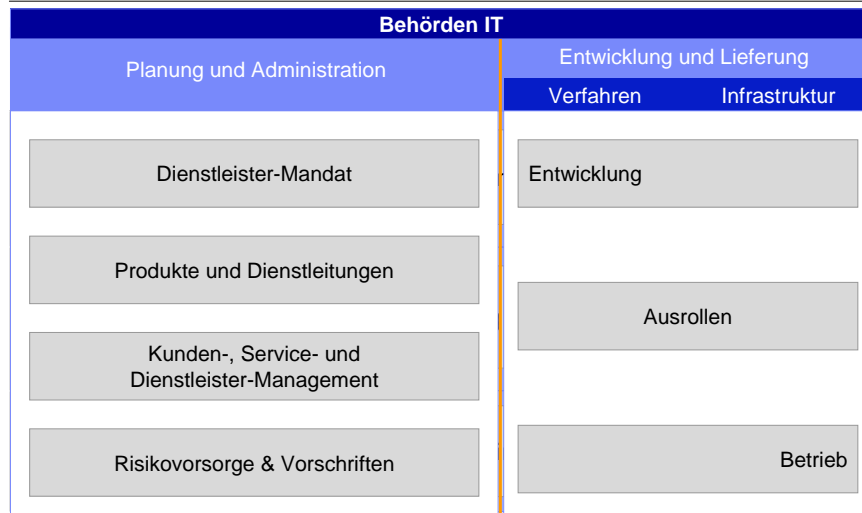 Behörden IT
Planung und Administration
Entwicklung und Lieferung
Verfahren
Infrastruktur
Dienstleister-Mandat
Entwicklung
Produkte und Dienstleitungen
Ausrollen
Kunden-, Service- und
Dienstleister-Management
Risikovorsorge & Vorschriften
Betrieb